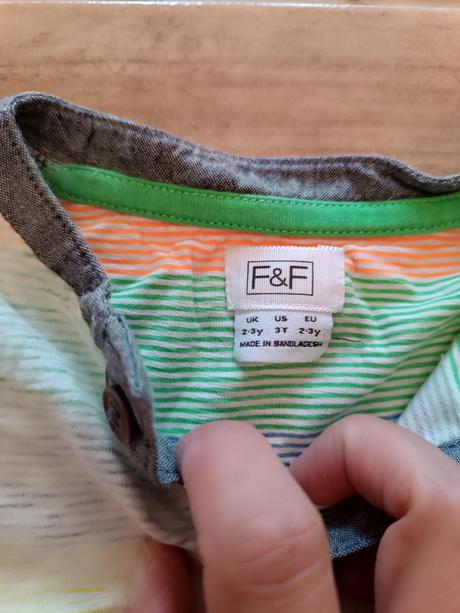 F&F
UK US EU
2-3y 3T 2-3y
MADE IN BANGLADESH